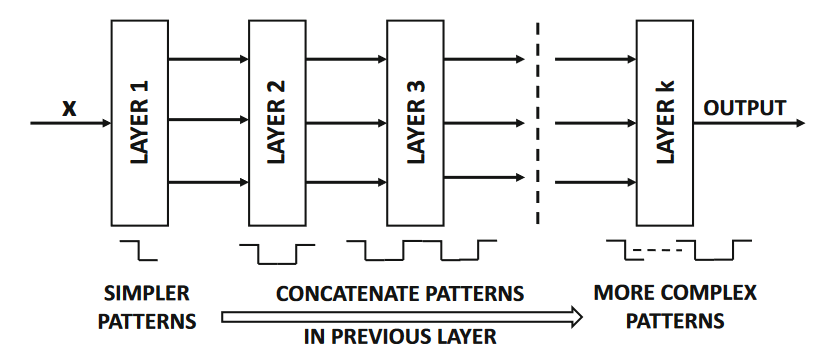 X
LAYER 1
LAYER 2
LAYER 3
LAYER k
OUTPUT
SIMPLER
PATTERNS
CONCATENATE PATTERNS
IN PREVIOUS LAYER
MORE COMPLEX
PATTERNS